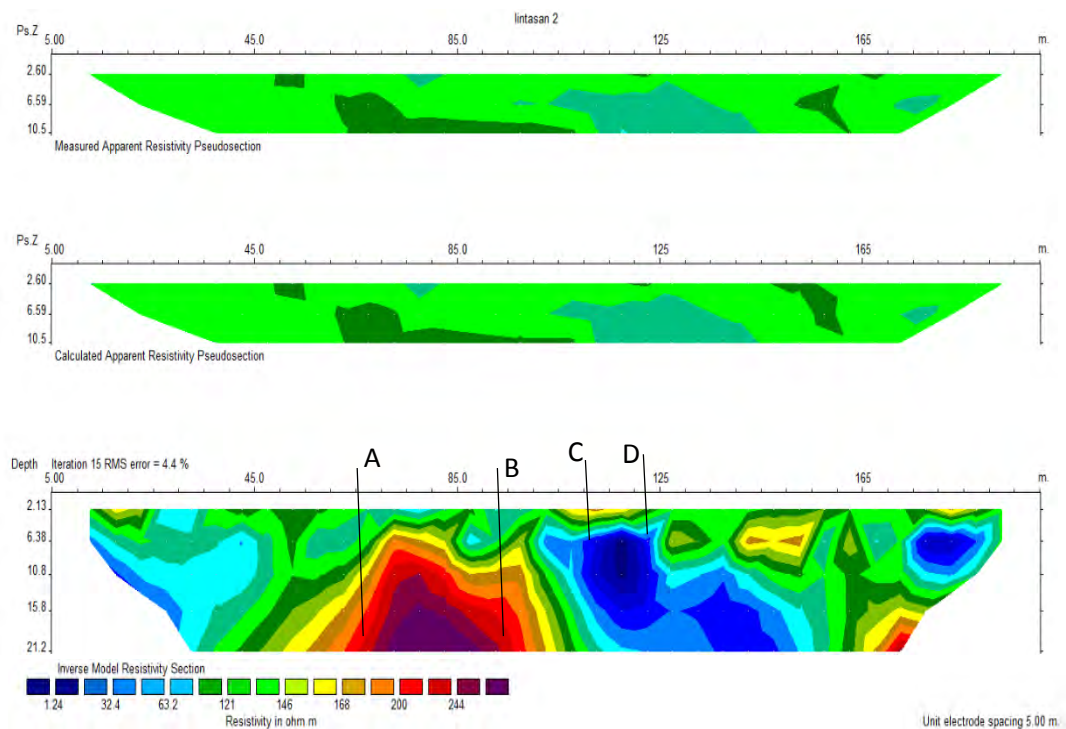 lintasan 2
Ps.Z 5.00 45.0 85.0 125 165 m.
2.60
6.59
10.5
Measured Apparent Resistivity Pseudosection
Ps.Z 5.00 45.0 85.0 125 165 m.
2.60
6.59
10.5
Calculated Apparent Resistivity Pseudosection
A B C D
Depth Iteration 15 RMS error = 4.4 %
5.00 45.0 85.0 125 165 m.
2.13
6.38
10.8
15.8
21.2
Inverse Model Resistivity Section
1.24 32.4 63.2 121 146 168 200 244
Resistivity in ohm m
Unit electrode spacing 5.00 m.